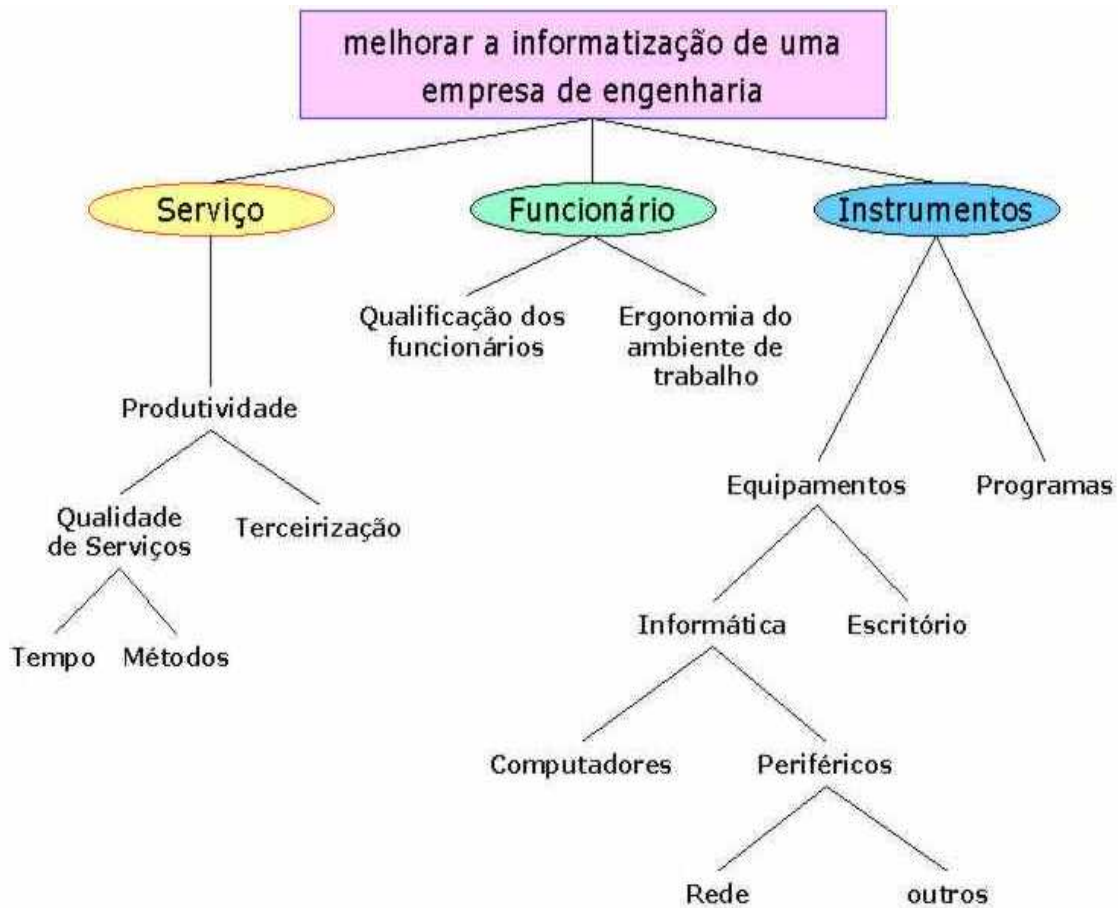 melhorar a informatização de uma
empresa de engenharia
Serviço
Funcionário
Instrumentos
Qualificação dos
funcionários
Ergonomia do
ambiente de
trabalho
Produtividade
Equipamentos
Programas
Qualidade
de Serviços
Terceirização
Informática
Escritório
Tempo
Métodos
Computadores
Periféricos
Rede
outros